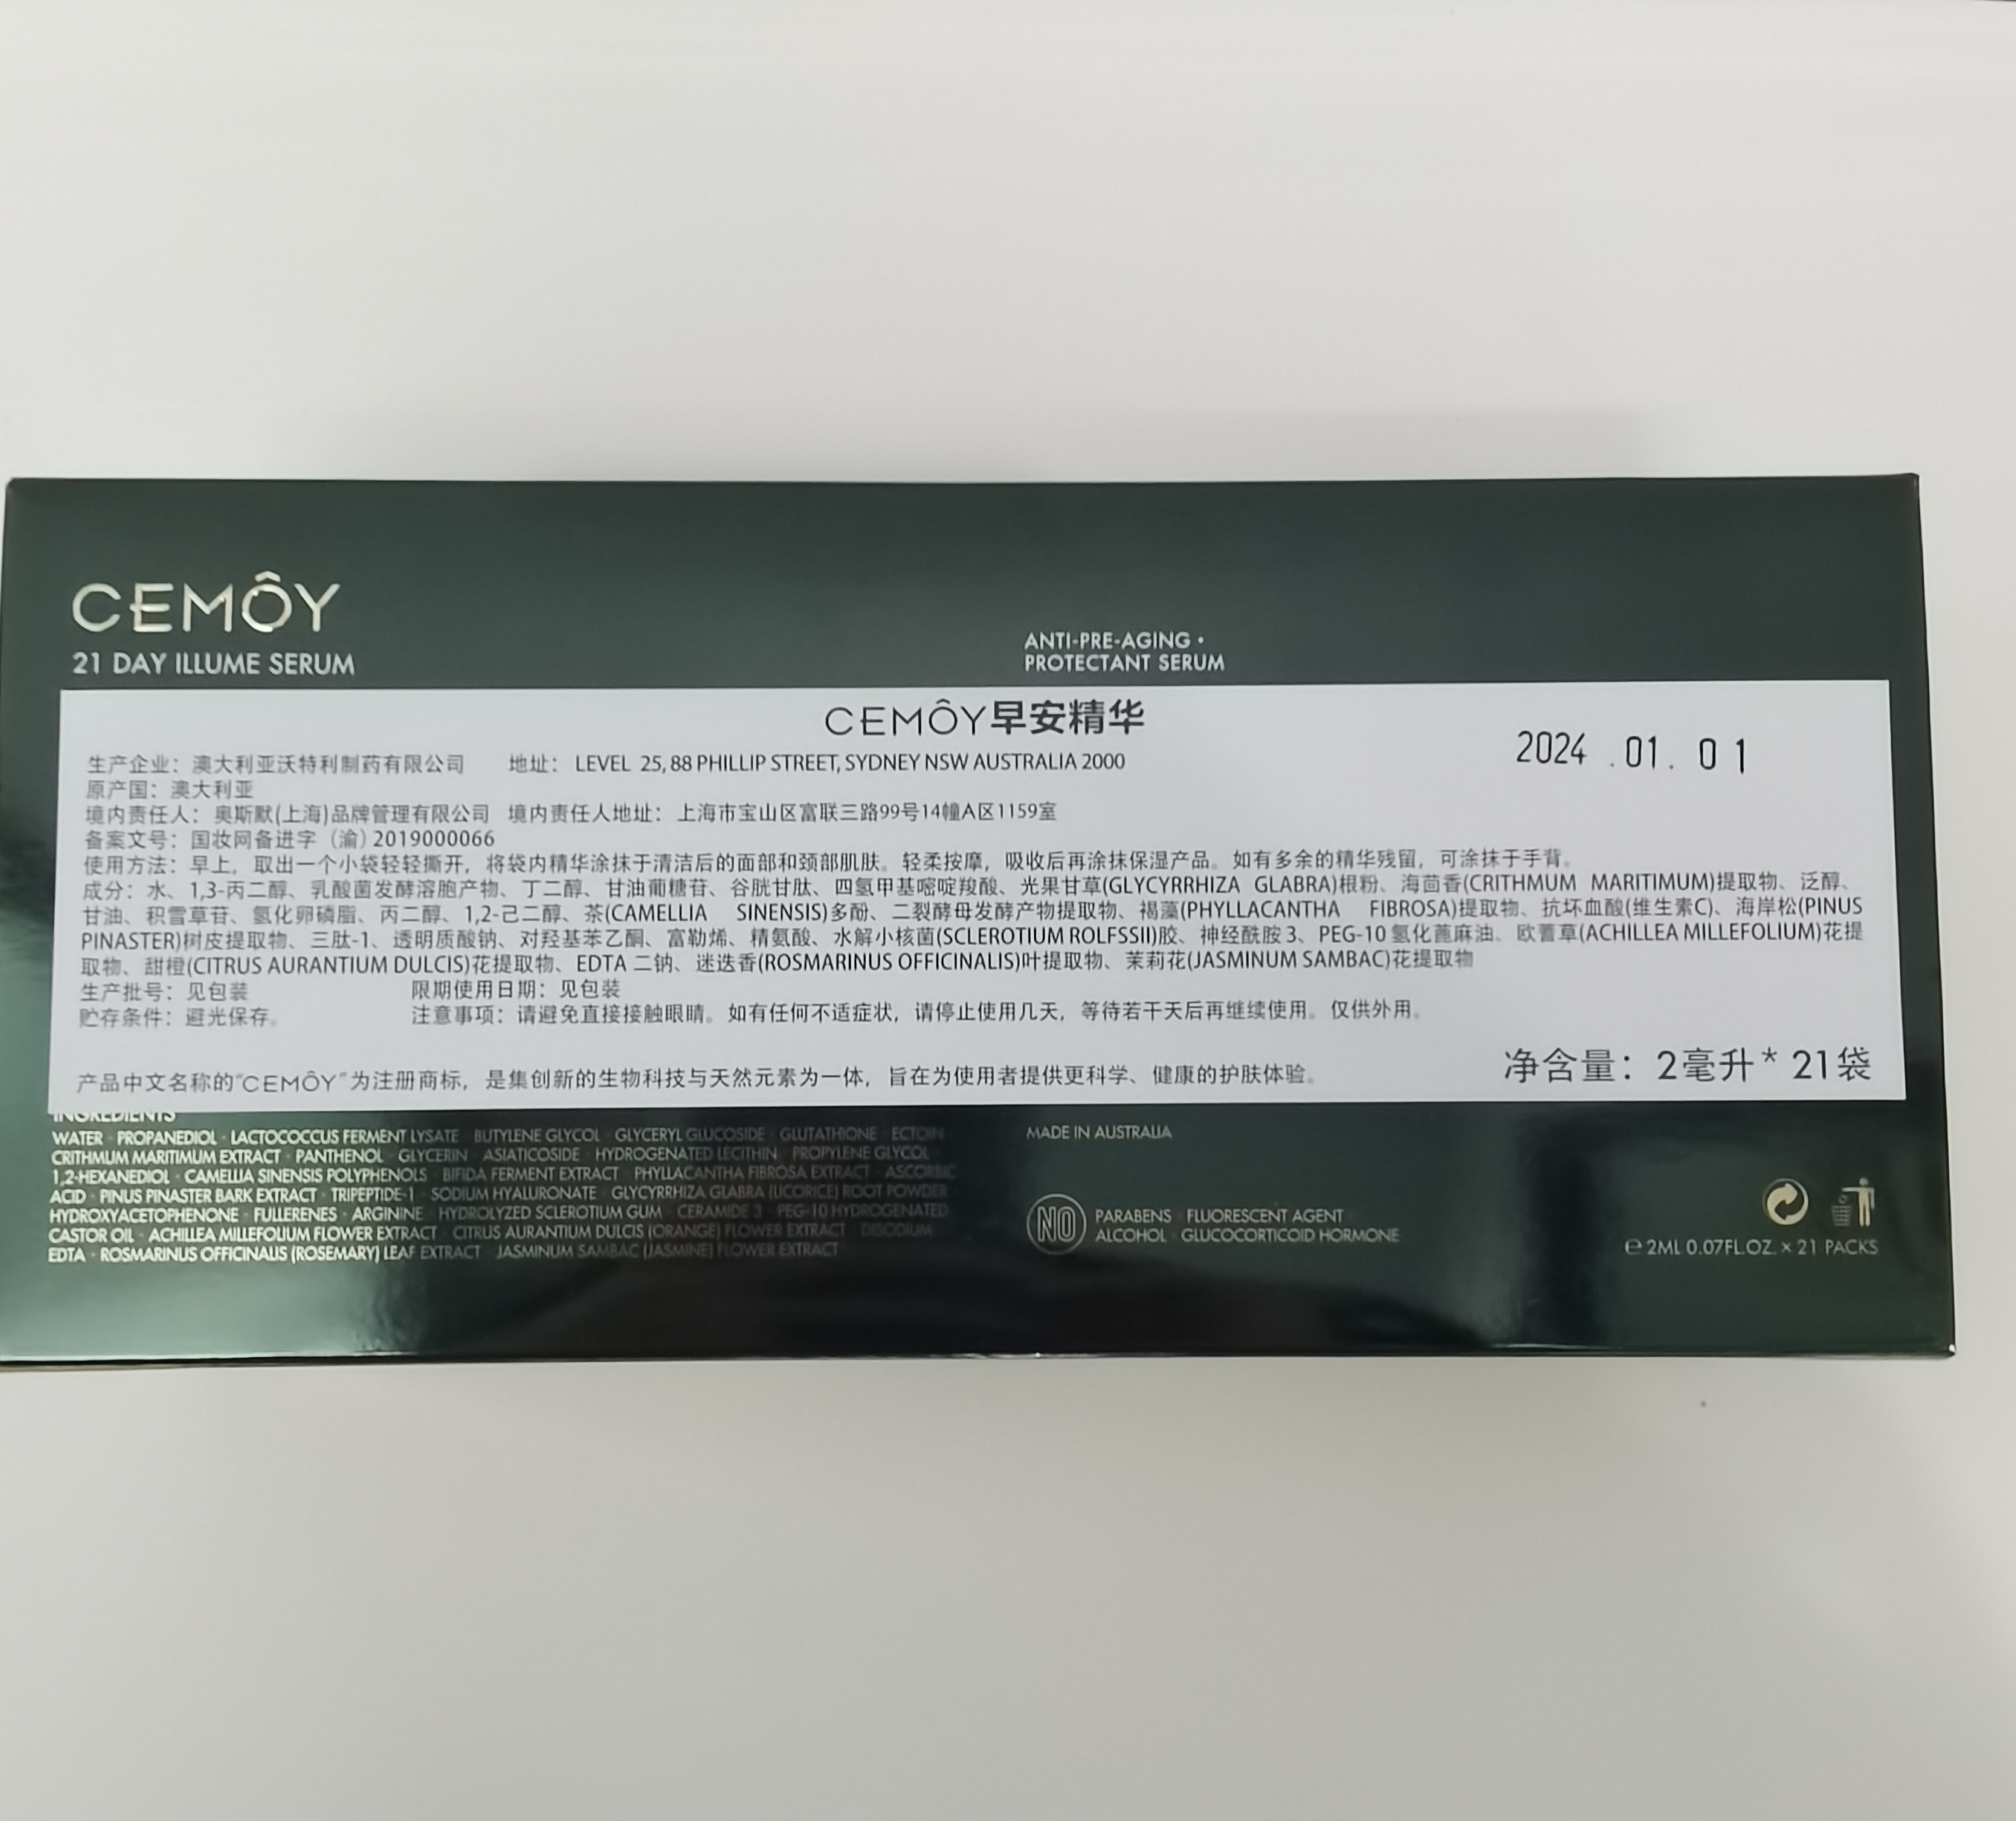 CEMÔY
21 DAY ILLUME SERUM
ANTI-PRE-AGING •
PROTECTANT SERUM
CEMÔY早安精华
2024 .01. 01
生产企业：澳大利亚沃特利制药有限公司 地址： LEVEL 25, 88 PHILLIP STREET, SYDNEY NSW AUSTRALIA 2000
原产国：澳大利亚
境内责任人：奥斯默(上海)品牌管理有限公司 境内责任人地址：上海市宝山区富联三路99号14幢A区1159室
备案文号：国妆网备进字（渝）2019000066
使用方法：早上，取出一个小袋轻轻撕开，将袋内精华涂抹于清洁后的面部和颈部肌肤。轻柔按摩，吸收后再涂抹保湿产品。如有多余的精华残留，可涂抹于手背。
成分：水、1,3-丙二醇、乳酸菌发酵溶胞产物、丁二醇、甘油葡糖苷、谷胱甘肽、四氢甲基嘧啶羧酸、光果甘草(GLYCYRRHIZA GLABRA)根粉、海茴香(CRITHMUM MARITIMUM)提取物、泛醇、
甘油、积雪草苷、氢化卵磷脂、丙二醇、1,2-己二醇、茶(CAMELLIA SINENSIS)多酚、二裂酵母发酵产物提取物、褐藻(PHYLLACANTHA FIBROSA)提取物、抗坏血酸(维生素C)、海岸松(PINUS
PINASTER)树皮提取物、三肽-1、透明质酸钠、对羟基苯乙酮、富勒烯、精氨酸、水解小核菌(SCLEROTIUM ROLFSSII)胶、神经酰胺 3、PEG-10 氢化蓖麻油、欧蓍草(ACHILLEA MILLEFOLIUM)花提
取物、甜橙(CITRUS AURANTIUM DULCIS)花提取物、EDTA 二钠、迷迭香(ROSMARINUS OFFICINALIS)叶提取物、茉莉花(JASMINUM SAMBAC)花提取物
生产批号：见包装 限期使用日期：见包装
贮存条件：避光保存。 注意事项：请避免直接接触眼睛。如有任何不适症状，请停止使用几天，等待若干天后再继续使用。仅供外用。
产品中文名称的“CEMÔY”为注册商标，是集创新的生物科技与天然元素为一体，旨在为使用者提供更科学、健康的护肤体验。
净含量：2毫升* 21袋
INGREDIENTS
WATER · PROPANEDIOL · LACTOCOCCUS FERMENT LYSATE · BUTYLENE GLYCOL · GLYCERYL GLUCOSIDE · GLUTATHIONE · ECTOIN
CRITHMUM MARITIMUM EXTRACT · PANTHENOL · GLYCERIN · ASIATICOSIDE · HYDROGENATED LECITHIN · PROPYLENE GLYCOL
1,2-HEXANEDIOL · CAMELLIA SINENSIS POLYPHENOLS · BIFIDA FERMENT EXTRACT · PHYLLACANTHA FIBROSA EXTRACT · ASCORBIC
ACID · PINUS PINASTER BARK EXTRACT · TRIPEPTIDE-1 · SODIUM HYALURONATE · GLYCYRRHIZA GLABRA (LICORICE) ROOT POWDER
HYDROXYACETOPHENONE · FULLERENES · ARGININE · HYDROLYZED SCLEROTIUM GUM · CERAMIDE 3 · PEG-10 HYDROGENATED
CASTOR OIL · ACHILLEA MILLEFOLIUM FLOWER EXTRACT · CITRUS AURANTIUM DULCIS (ORANGE) FLOWER EXTRACT · DISODIUM
EDTA · ROSMARINUS OFFICINALIS (ROSEMARY) LEAF EXTRACT · JASMINUM SAMBAC (JASMINE) FLOWER EXTRACT
MADE IN AUSTRALIA
NO
PARABENS · FLUORESCENT AGENT
ALCOHOL · GLUCOCORTICOID HORMONE
℮ 2ML 0.07FL.OZ. × 21 PACKS